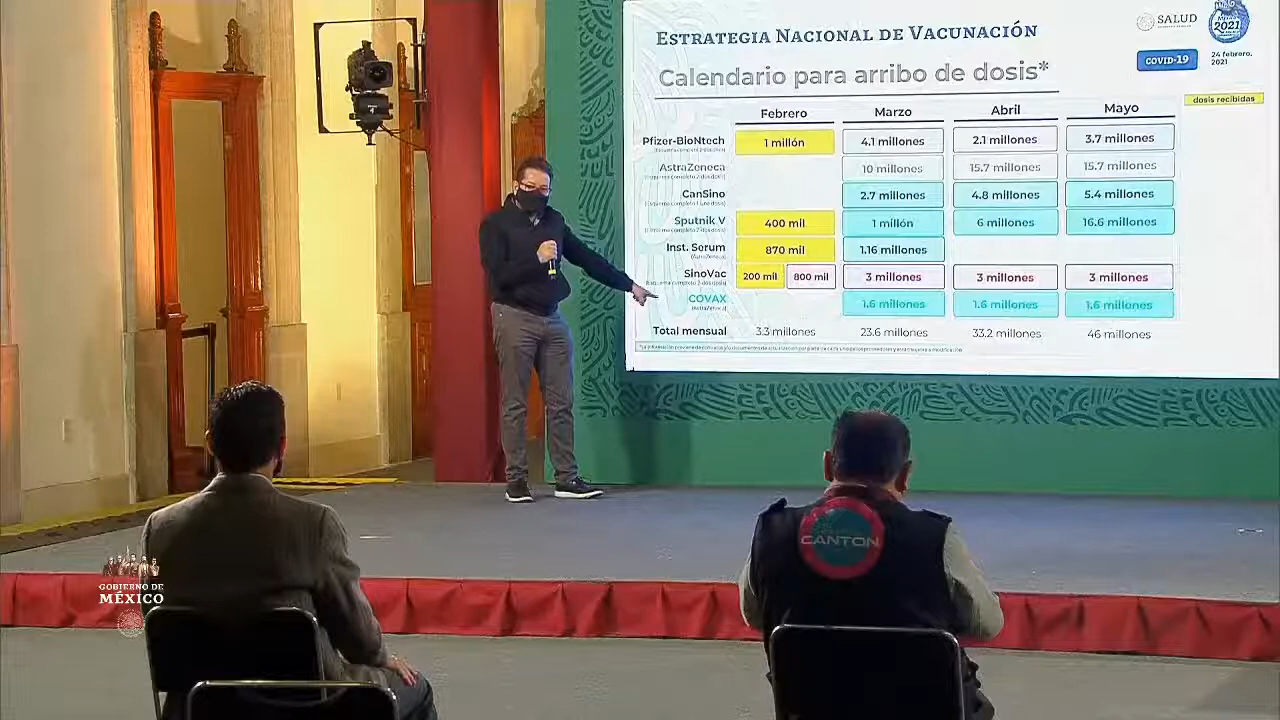 ESTRATEGIA NACIONAL DE VACUNACIÓN
SALUD
2021
Calendario para arribo de dosis*
COVID-19
24 febrero, 2021
dosis recibidas
Febrero Marzo Abril Mayo
Pfizer-BioNtech 1 millón 4.1 millones 2.1 millones 3.7 millones
AstraZeneca 10 millones 15.7 millones 15.7 millones
CanSino 2.7 millones 4.8 millones 5.4 millones
Sputnik V 400 mil 1 millón 6 millones 16.6 millones
Inst. Serum 870 mil 1.16 millones
(AstraZeneca)
SinoVac 200 mil 800 mil 3 millones 3 millones 3 millones
COVAX 1.6 millones 1.6 millones 1.6 millones
(AstraZeneca)
Total mensual 3.3 millones 23.6 millones 33.2 millones 46 millones
CANTON
GOBIERNO DE
MÉXICO